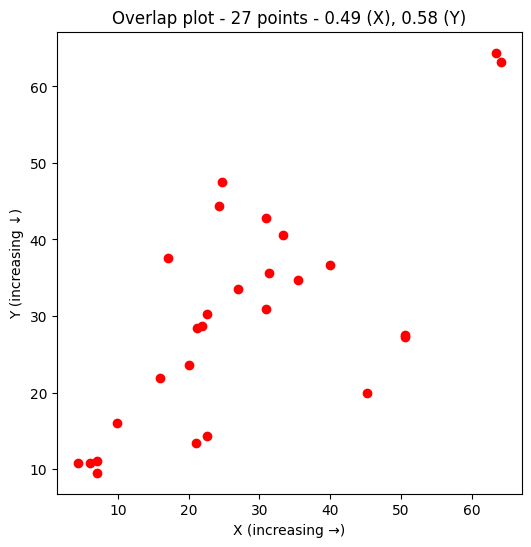 Overlap plot - 27 points - 0.49 (X), 0.58 (Y)
60
50
40
30
20
10
Y (increasing ↓)
10 20 30 40 50 60
X (increasing →)